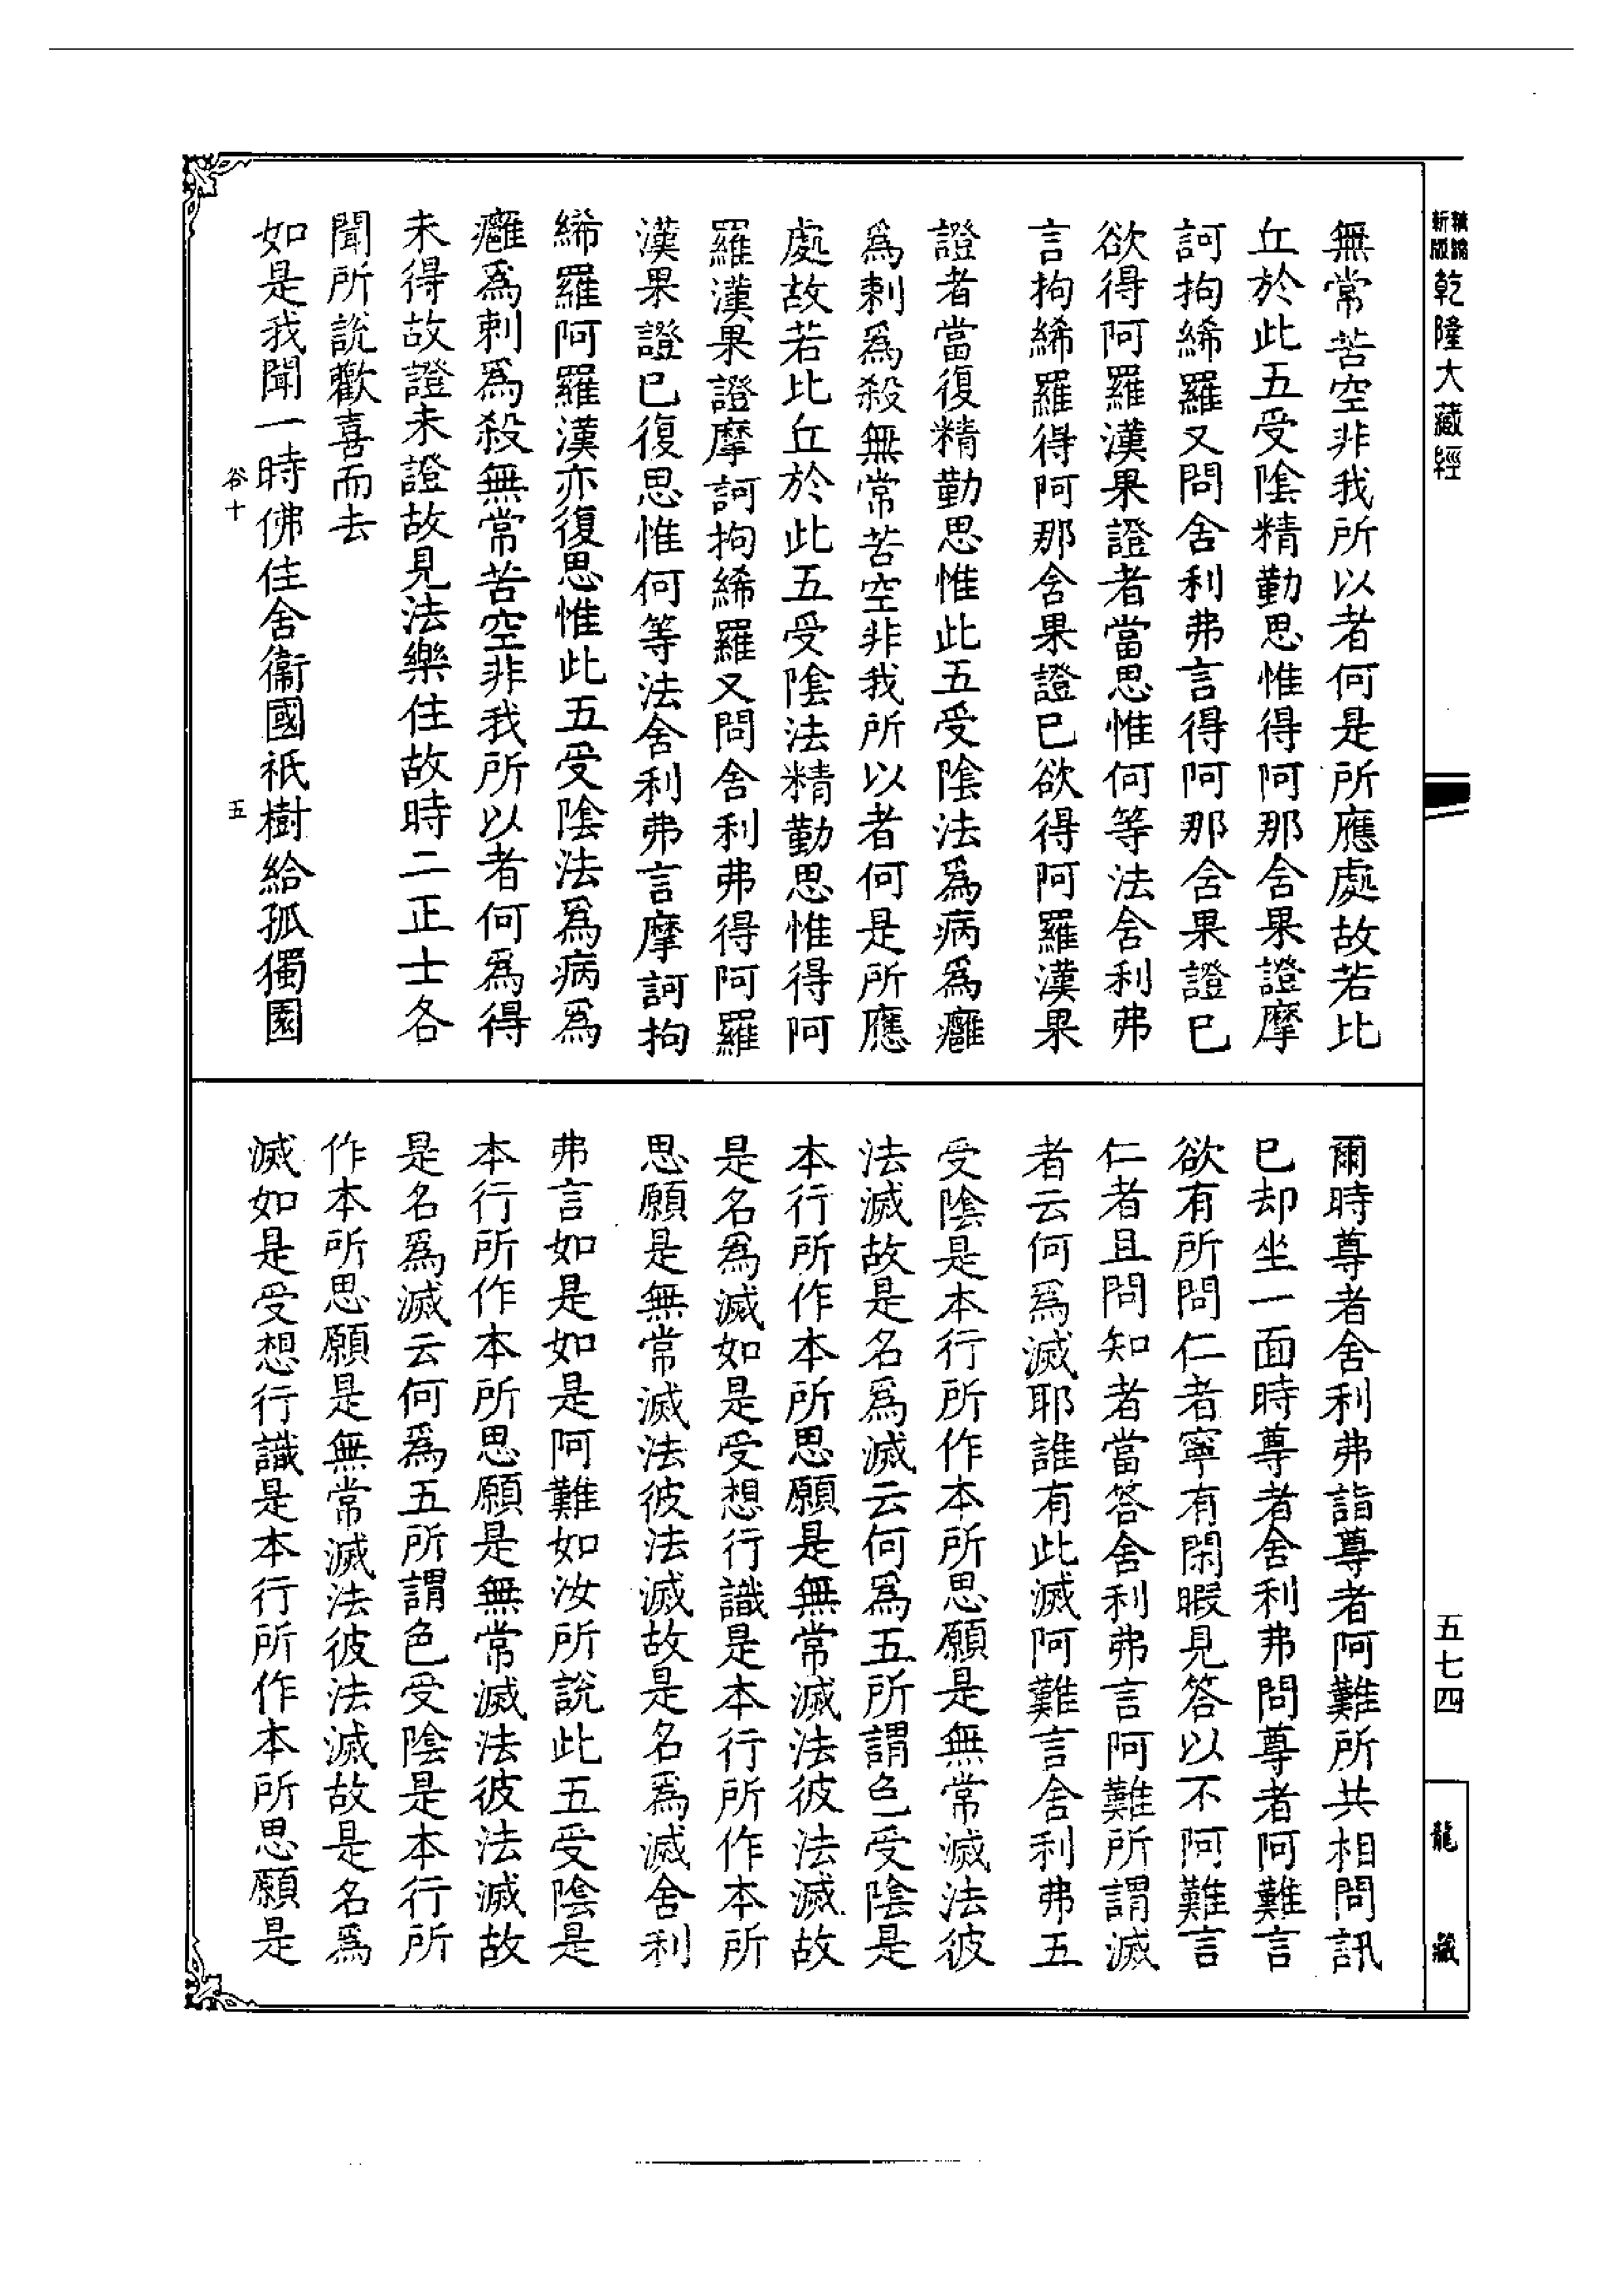 新版
精縮
乾隆大藏經
無常苦空非我所以者何是所應處故若比
丘於此五受陰精勤思惟得阿那含果證摩
訶拘絺羅又問舍利弗言得阿那含果證已
欲得阿羅漢果證者當思惟何等法舍利弗
言拘絺羅得阿那含果證已欲得阿羅漢果
證者當復精勤思惟此五受陰法爲病爲癰
爲刺爲殺無常苦空非我所以者何是所應
處故若比丘於此五受陰法精勤思惟得阿
羅漢果證摩訶拘絺羅又問舍利弗得阿羅
漢果證已復思惟何等法舍利弗言摩訶拘
絺羅阿羅漢亦復思惟此五受陰法爲病爲
癰爲刺爲殺無常苦空非我所以者何爲得
未得故證未證故見法樂住故時二正士各
聞所說歡喜而去
如是我聞一時佛住舍衞國祇樹給孤獨園
谷十
五
爾時尊者舍利弗詣尊者阿難所共相問訊
已却坐一面時尊者舍利弗問尊者阿難言
欲有所問仁者寧有閑暇見答以不阿難言
仁者且問知者當答舍利弗言阿難所謂滅
者云何爲滅耶誰有此滅阿難言舍利弗五
受陰是本行所作本所思願是無常滅法彼
法滅故是名爲滅云何爲五所謂色受陰是
本行所作本所思願是無常滅法彼法滅故
是名爲滅如是受想行識是本行所作本所
思願是無常滅法彼法滅故是名爲滅舍利
弗言如是如是阿難如汝所說此五受陰是
本行所作本所思願是無常滅法彼法滅故
是名爲滅云何爲五所謂色受陰是本行所
作本所思願是無常滅法彼法滅故是名爲
滅如是受想行識是本行所作本所思願是
五七四
龍藏